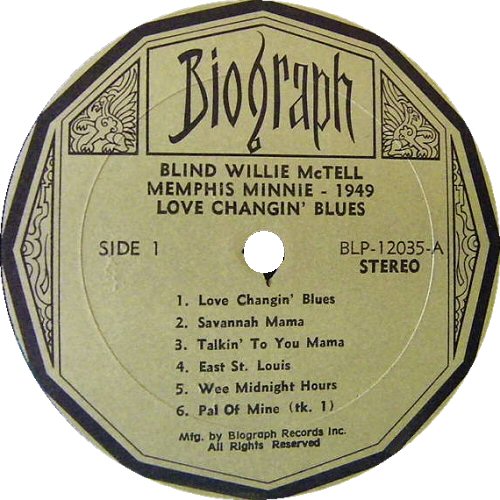 Biograph
BLIND WILLIE McTELL
MEMPHIS MINNIE - 1949
LOVE CHANGIN' BLUES
SIDE 1
BLP-12035-A
STEREO
1. Love Changin' Blues
2. Savannah Mama
3. Talkin' To You Mama
4. East St. Louis
5. Wee Midnight Hours
6. Pal Of Mine (tk. 1)
Mfg. by Biograph Records Inc.
All Rights Reserved